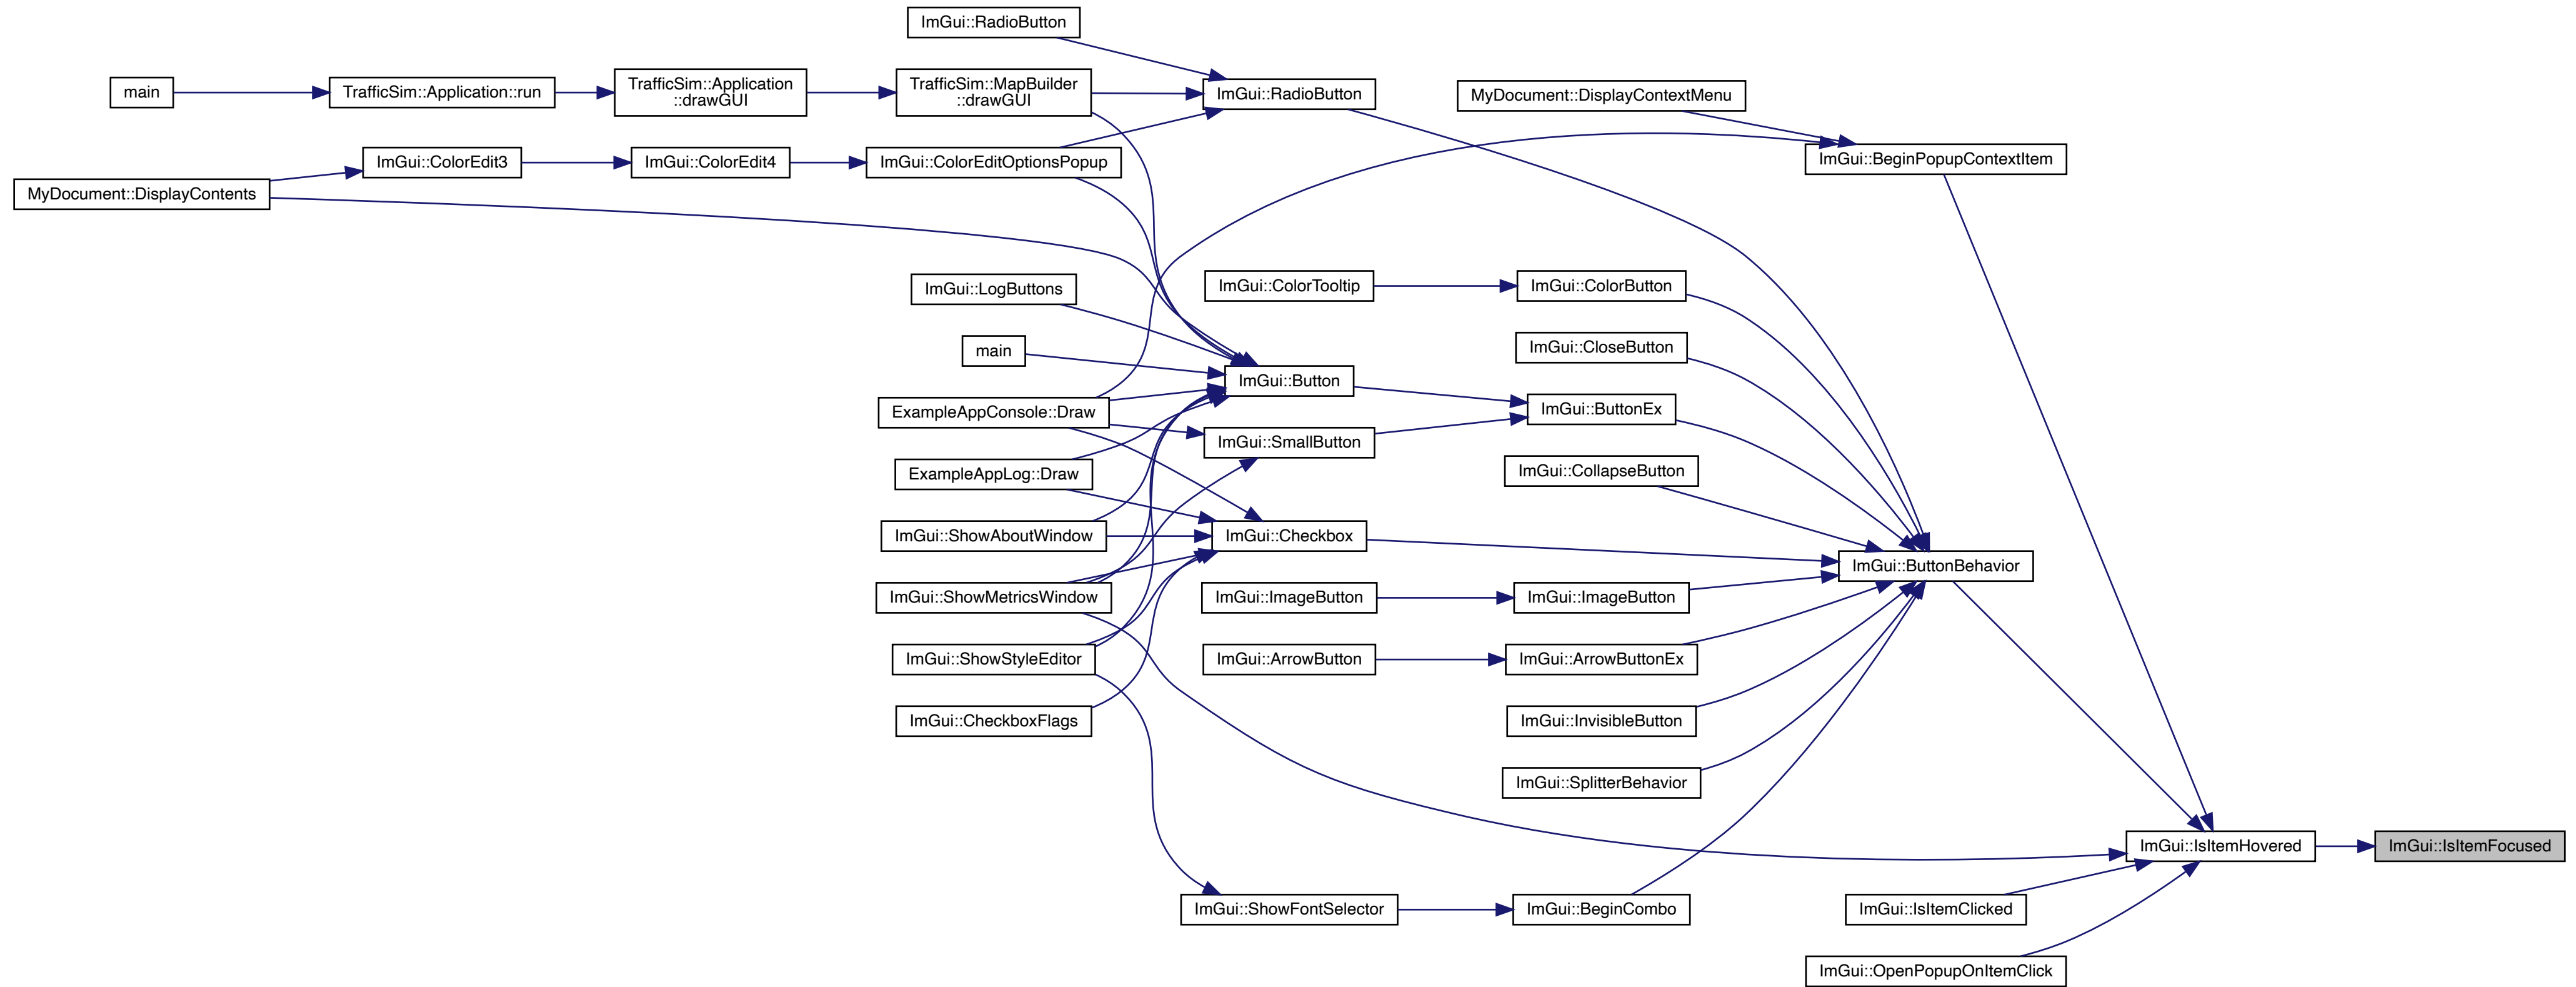 ImGui::RadioButton
main
TrafficSim::Application::run
TrafficSim::Application
::drawGUI
TrafficSim::MapBuilder
::drawGUI
ImGui::RadioButton
MyDocument::DisplayContextMenu
MyDocument::DisplayContents
ImGui::ColorEdit3
ImGui::ColorEdit4
ImGui::ColorEditOptionsPopup
ImGui::BeginPopupContextItem
ImGui::LogButtons
ImGui::ColorTooltip
ImGui::ColorButton
main
ImGui::CloseButton
ImGui::Button
ExampleAppConsole::Draw
ImGui::ButtonEx
ImGui::SmallButton
ExampleAppLog::Draw
ImGui::CollapseButton
ImGui::ShowAboutWindow
ImGui::Checkbox
ImGui::ButtonBehavior
ImGui::ShowMetricsWindow
ImGui::ImageButton
ImGui::ImageButton
ImGui::ShowStyleEditor
ImGui::ArrowButton
ImGui::ArrowButtonEx
ImGui::CheckboxFlags
ImGui::InvisibleButton
ImGui::SplitterBehavior
ImGui::IsItemHovered
ImGui::IsItemFocused
ImGui::ShowFontSelector
ImGui::BeginCombo
ImGui::IsItemClicked
ImGui::OpenPopupOnItemClick